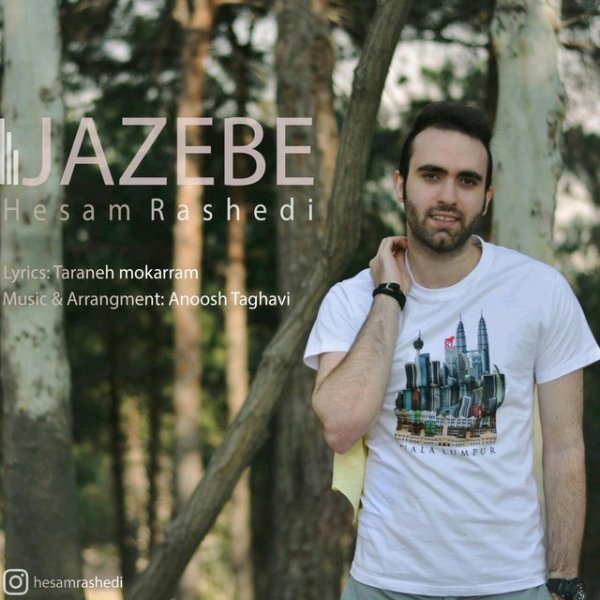 JAZEBE
Hesam Rashedi
Lyrics: Taraneh mokarram
Music & Arrangment: Anoosh Taghavi
KUALA LUMPUR
hesamrashedi